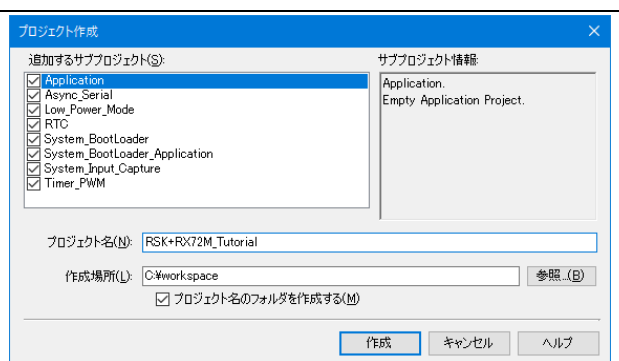 プロジェクト作成
追加するサブプロジェクト(S):
Application
Async_Serial
Low_Power_Mode
RTC
System_BootLoader
System_BootLoader_Application
System_Input_Capture
Timer_PWM
サブプロジェクト情報:
Application.
Empty Application Project.
プロジェクト名(N): RSK+RX72M_Tutorial
作成場所(L): C:¥workspace 参照...(B)
プロジェクト名のフォルダを作成する(M)
作成 キャンセル ヘルプ